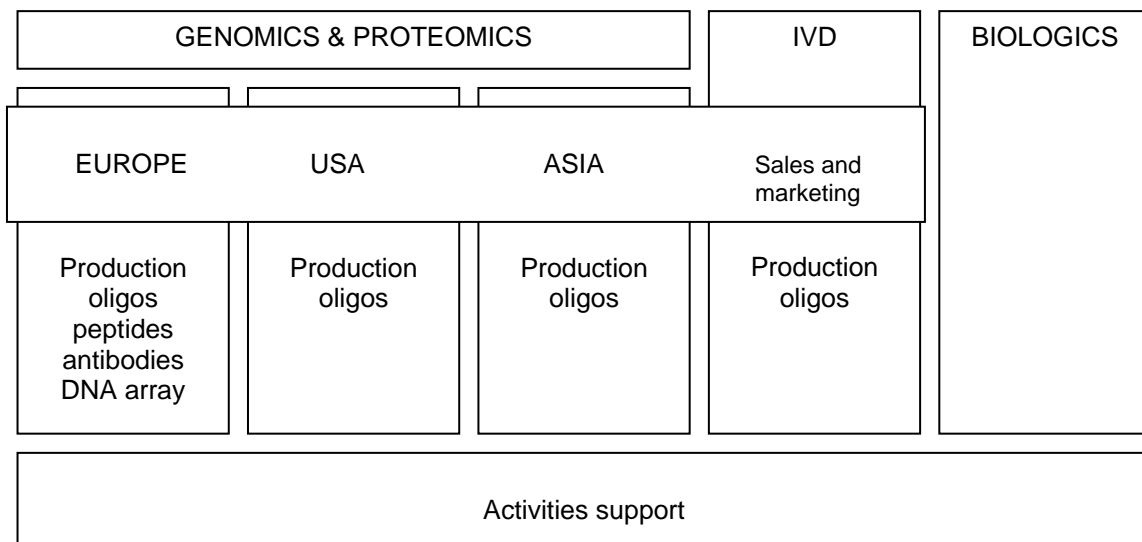 GENOMICS & PROTEOMICS
IVD
BIOLOGICS
EUROPE
USA
ASIA
Sales and
marketing
Production
oligos
peptides
antibodies
DNA array
Production
oligos
Production
oligos
Production
oligos
Activities support